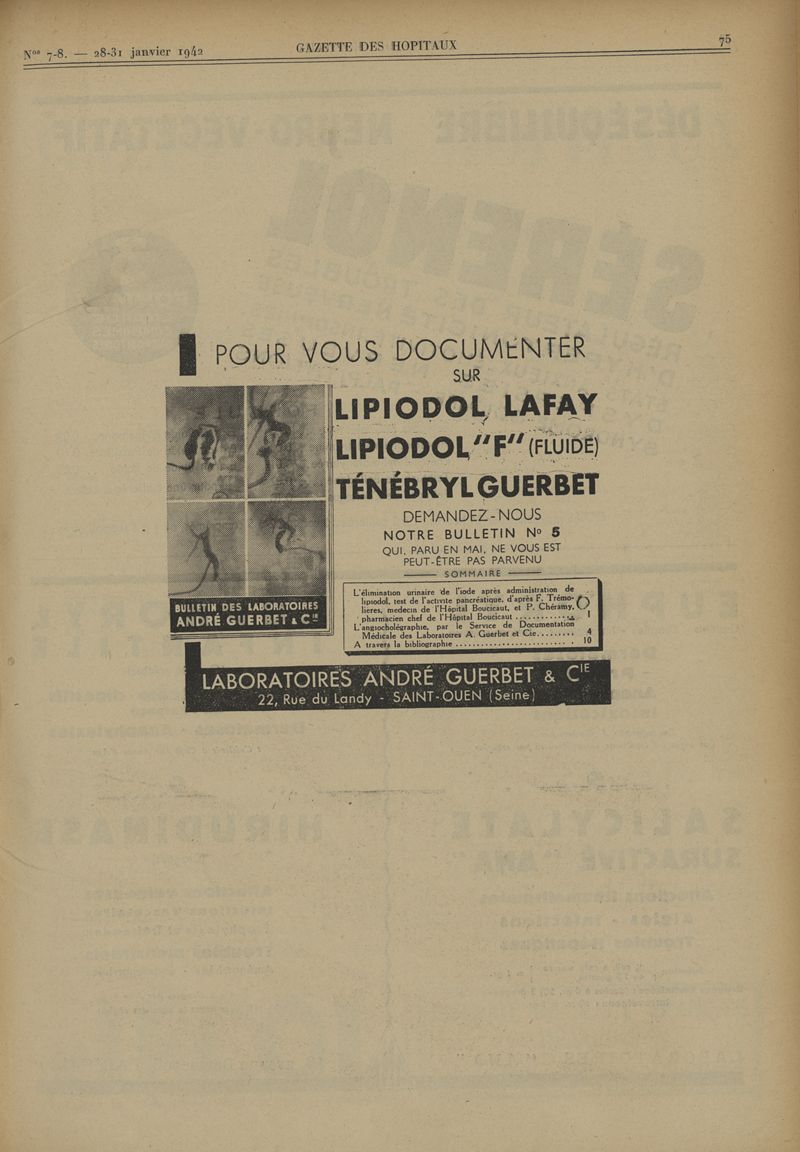 Nos 7-8. — 28-31 janvier 1942
GAZETTE DES HOPITAUX
75
POUR VOUS DOCUMENTER
SUR
LIPIODOL LAFAY
LIPIODOL "F" (FLUIDE)
TÉNÉBRYL GUERBET
DEMANDEZ-NOUS
NOTRE BULLETIN No 5
QUI, PARU EN MAI, NE VOUS EST
PEUT-ÊTRE PAS PARVENU
SOMMAIRE
L'élimination urinaire de l'iode après administration de
lipiodol, test de l'activite pancréatique, d'après F. Trémo-
lières, medecin de l'Hôpital Boucicaut, et P. Chéramy,
pharmacien chef de l'Hôpital Boucicaut ............. 1
L'angiocholégraphie, par le Service de Documentation
Médicale des Laboratoires A. Guerbet et Cie......... 4
A travers la bibliographie ............................ 10
BULLETIN DES LABORATOIRES
ANDRÉ GUERBET & CIE
LABORATOIRES ANDRÉ GUERBET & CIE
22, Rue du Landy - SAINT-OUEN (Seine)